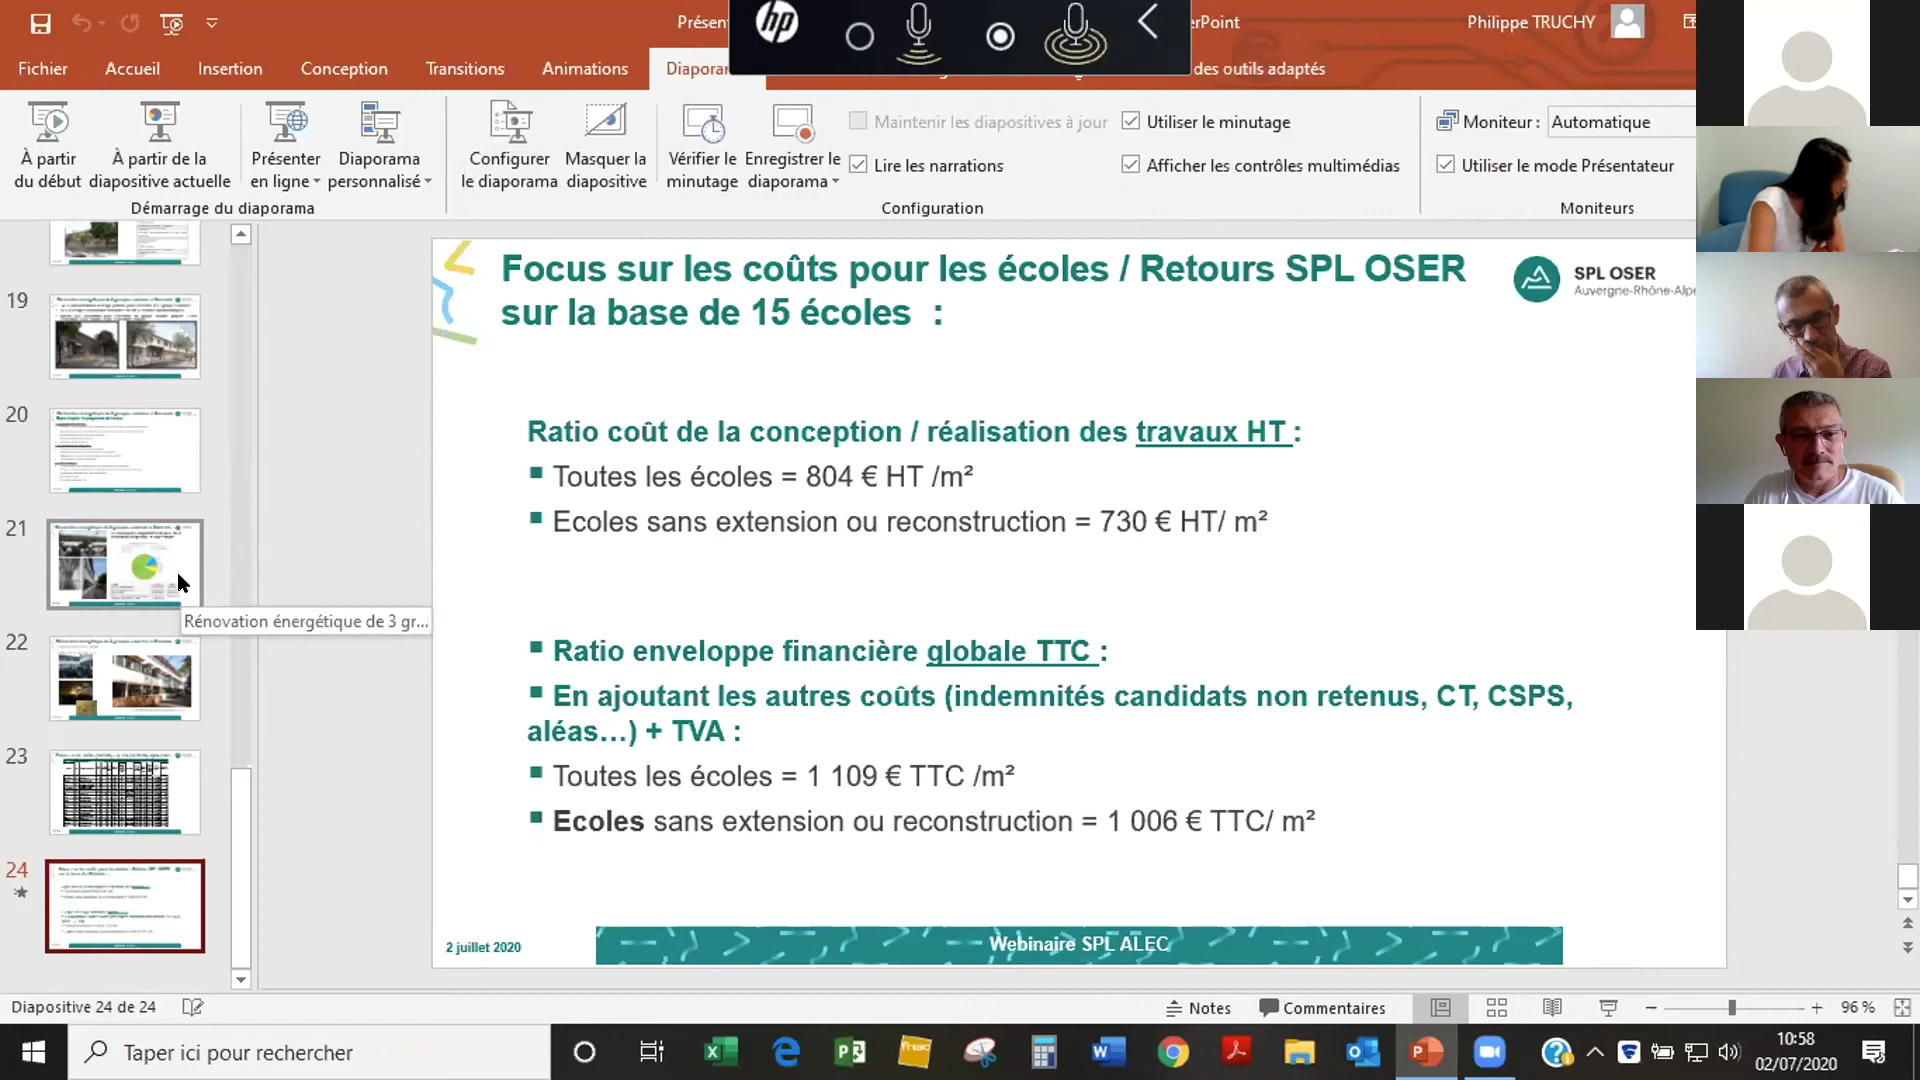 Présen
rPoint
Philippe TRUCHY
hp
Fichier
Accueil
Insertion
Conception
Transitions
Animations
Diapora
des outils adaptés
À partir du début
À partir de la diapositive actuelle
Présenter en ligne
Diaporama personnalisé
Configurer le diaporama
Masquer la diapositive
Vérifier le minutage
Enregistrer le diaporama
Maintenir les diapositives à jour
Lire les narrations
Utiliser le minutage
Afficher les contrôles multimédias
Moniteur :
Automatique
Utiliser le mode Présentateur
Démarrage du diaporama
Configuration
Moniteurs
19
20
21
22
23
24
Rénovation énergétique de 3 gr...
Focus sur les coûts pour les écoles / Retours SPL OSER
sur la base de 15 écoles :
SPL OSER
Auvergne-Rhône-Alpe
Ratio coût de la conception / réalisation des travaux HT :
Toutes les écoles = 804 € HT /m²
Ecoles sans extension ou reconstruction = 730 € HT/ m²
Ratio enveloppe financière globale TTC :
En ajoutant les autres coûts (indemnités candidats non retenus, CT, CSPS,
aléas…) + TVA :
Toutes les écoles = 1 109 € TTC /m²
Ecoles sans extension ou reconstruction = 1 006 € TTC/ m²
2 juillet 2020
Webinaire SPL ALEC
Diapositive 24 de 24
Notes
Commentaires
96 %
Taper ici pour rechercher
fnac
10:58
02/07/2020